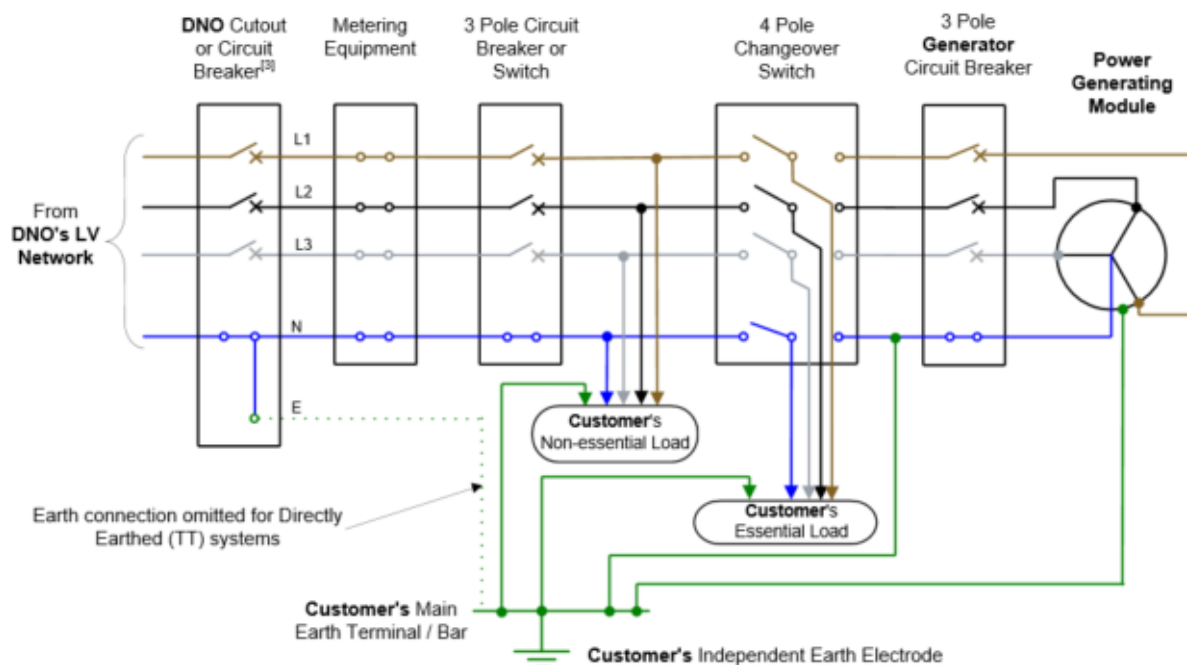 DNO Cutout
or Circuit
Breaker[3]
Metering
Equipment
3 Pole Circuit
Breaker or
Switch
4 Pole
Changeover
Switch
3 Pole
Generator
Circuit Breaker
Power
Generating
Module
L1
L2
L3
N
E
From
DNO's LV
Network
Customer's
Non-essential Load
Customer's
Essential Load
Earth connection omitted for Directly
Earthed (TT) systems
Customer's Main
Earth Terminal / Bar
Customer's Independent Earth Electrode